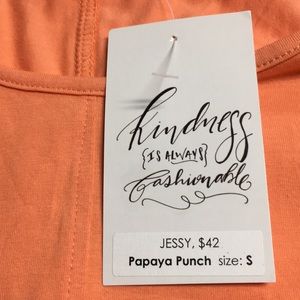 kindness
{IS ALWAYS}
fashionable
JESSY, $42
Papaya Punch size: S